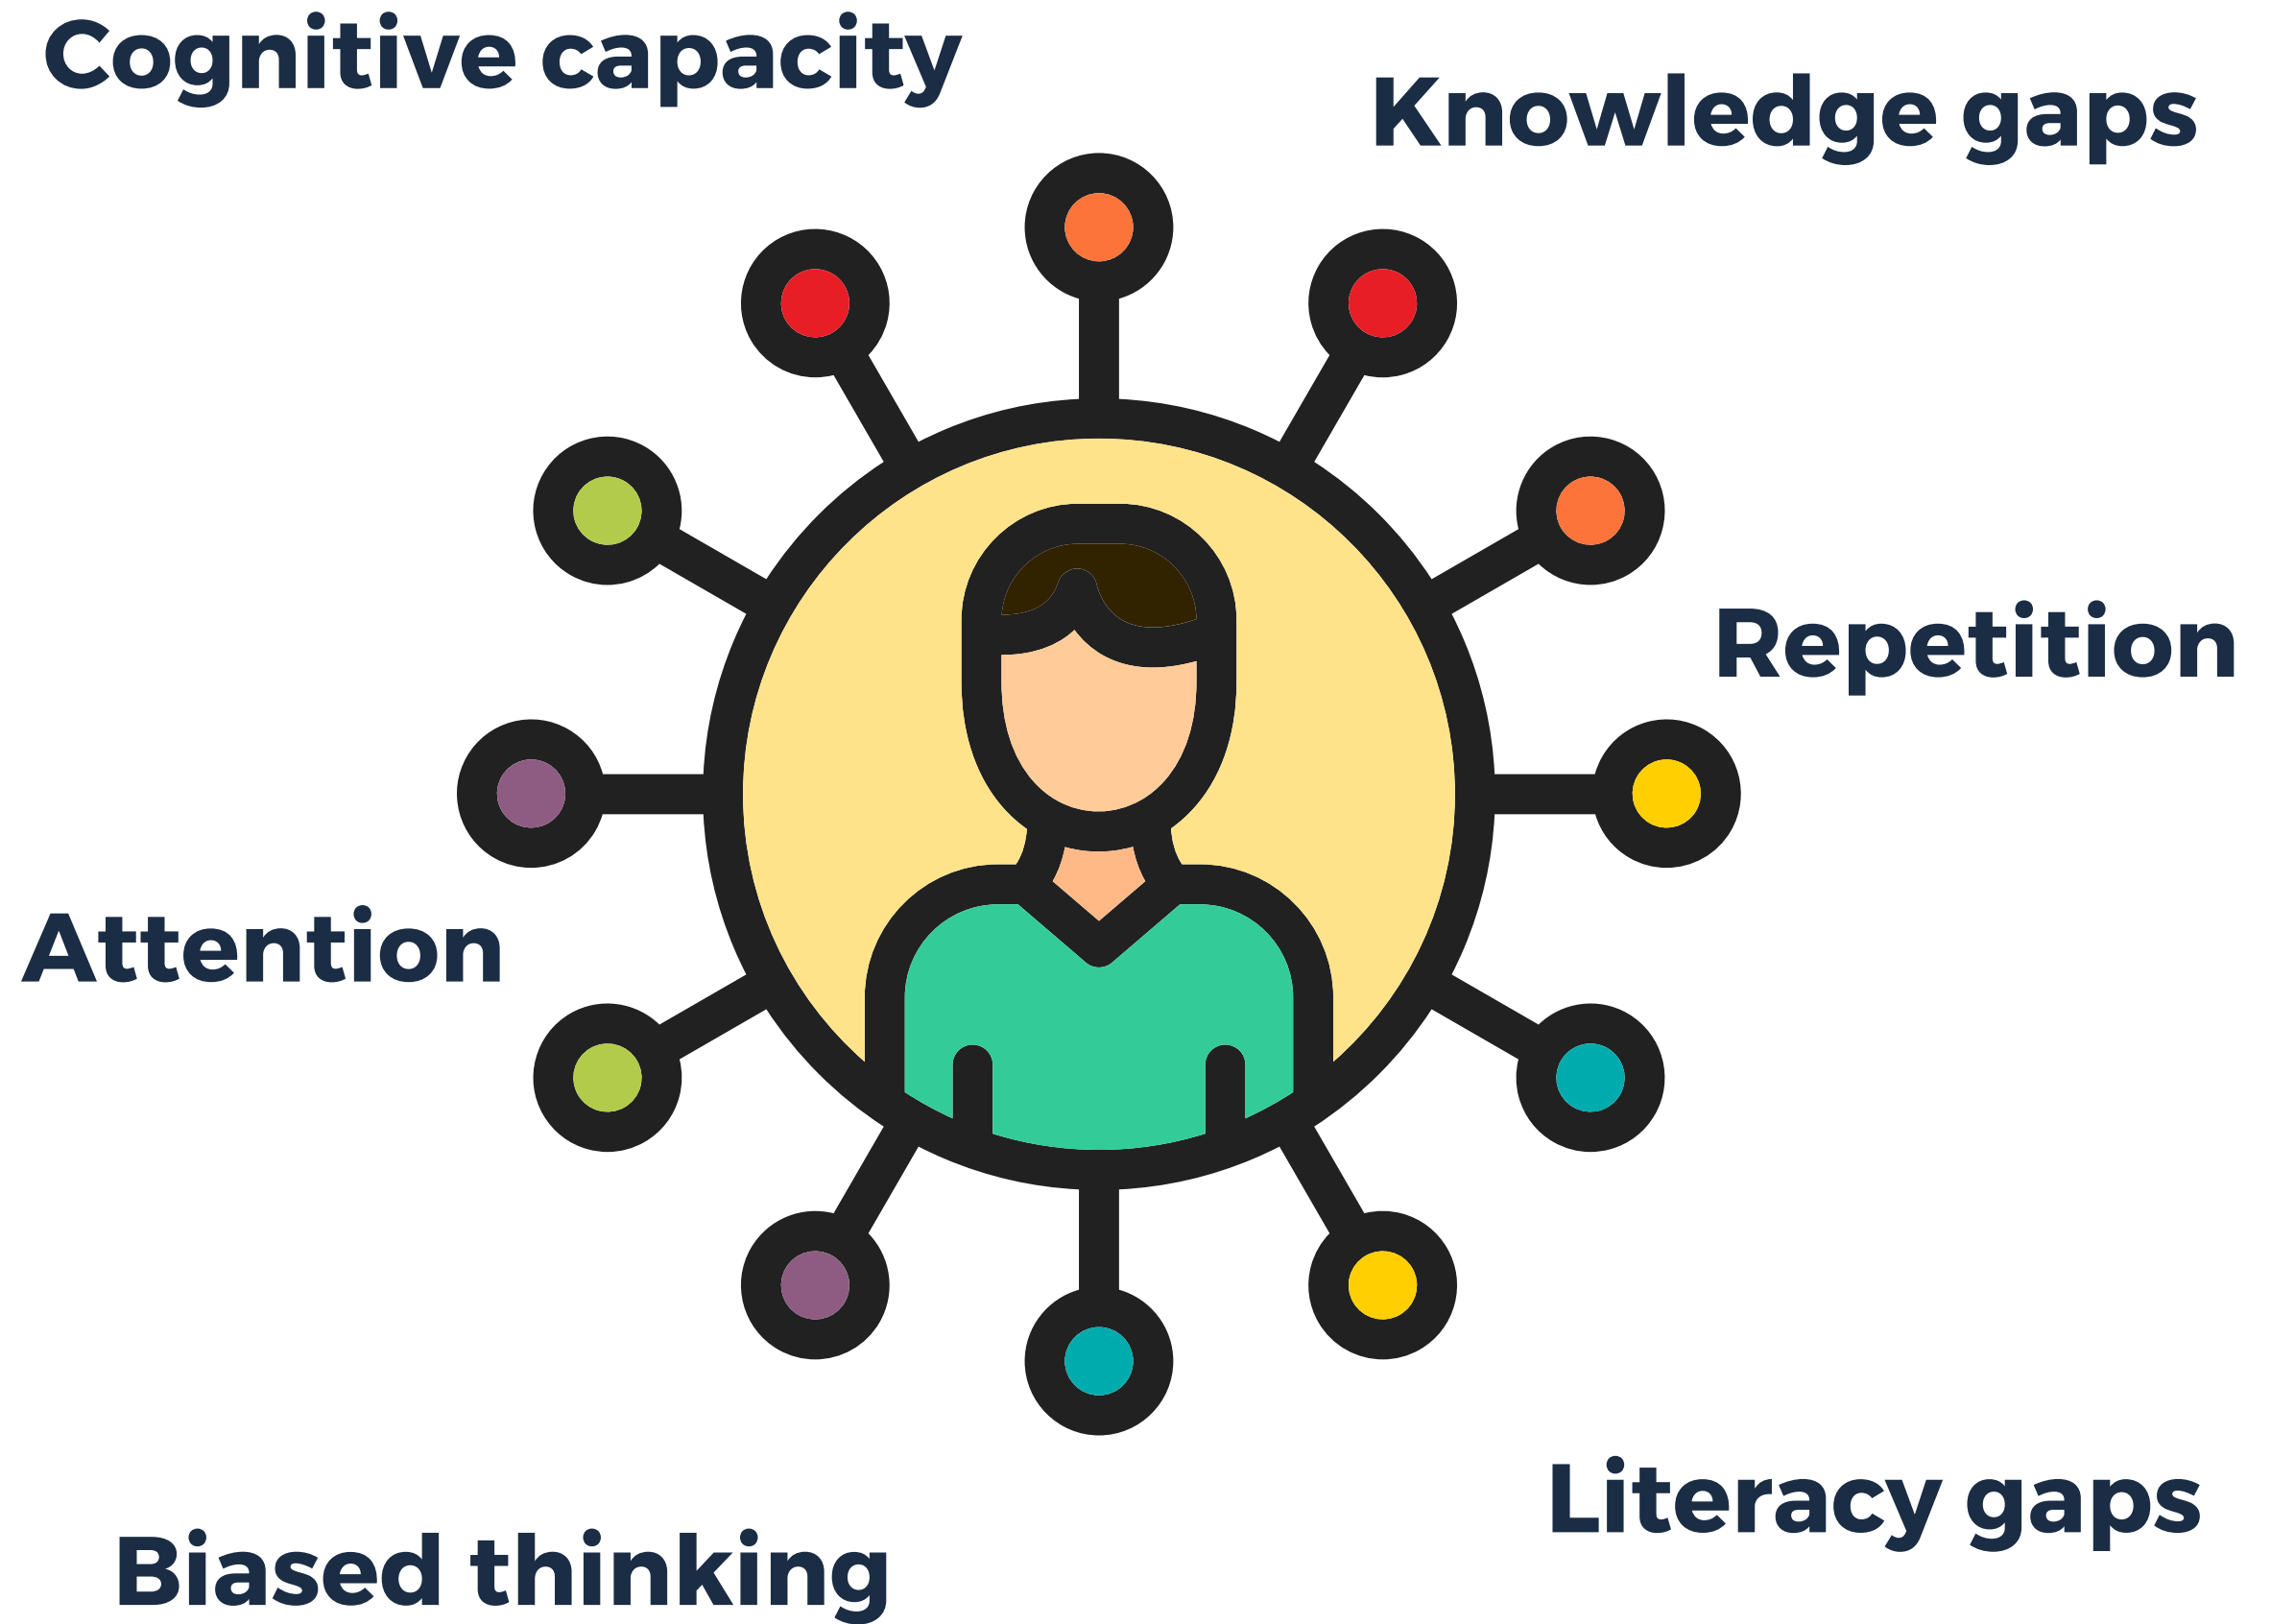 Cognitive capacity
Knowledge gaps
Repetition
Attention
Literacy gaps
Biased thinking